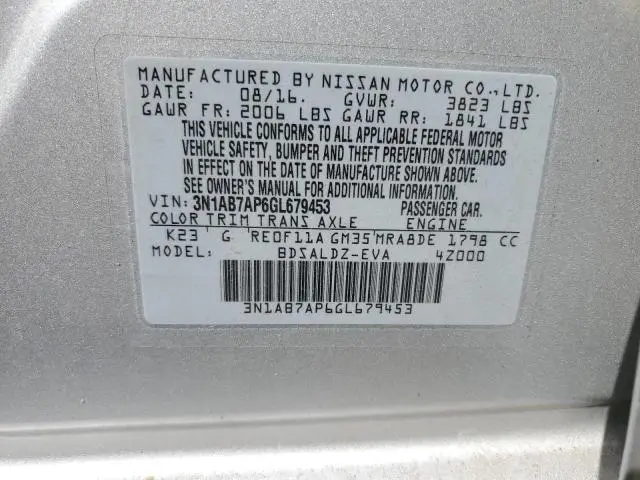 MANUFACTURED BY NISSAN MOTOR CO., LTD.
DATE: 08/16. GVWR: 3823 LBS
GAWR FR: 2006 LBS GAWR RR: 1841 LBS
THIS VEHICLE CONFORMS TO ALL APPLICABLE FEDERAL MOTOR
VEHICLE SAFETY, BUMPER AND THEFT PREVENTION STANDARDS
IN EFFECT ON THE DATE OF MANUFACTURE SHOWN ABOVE.
SEE OWNER'S MANUAL FOR ADDITIONAL INFORMATION.
VIN: 3N1AB7AP6GL679453 PASSENGER CAR.
COLOR TRIM TRANS AXLE ENGINE
K23 G RE0F11A GM35 MRA8DE 1798 CC
MODEL: BDSALDZ-EVA 4Z000
3N1AB7AP6GL679453